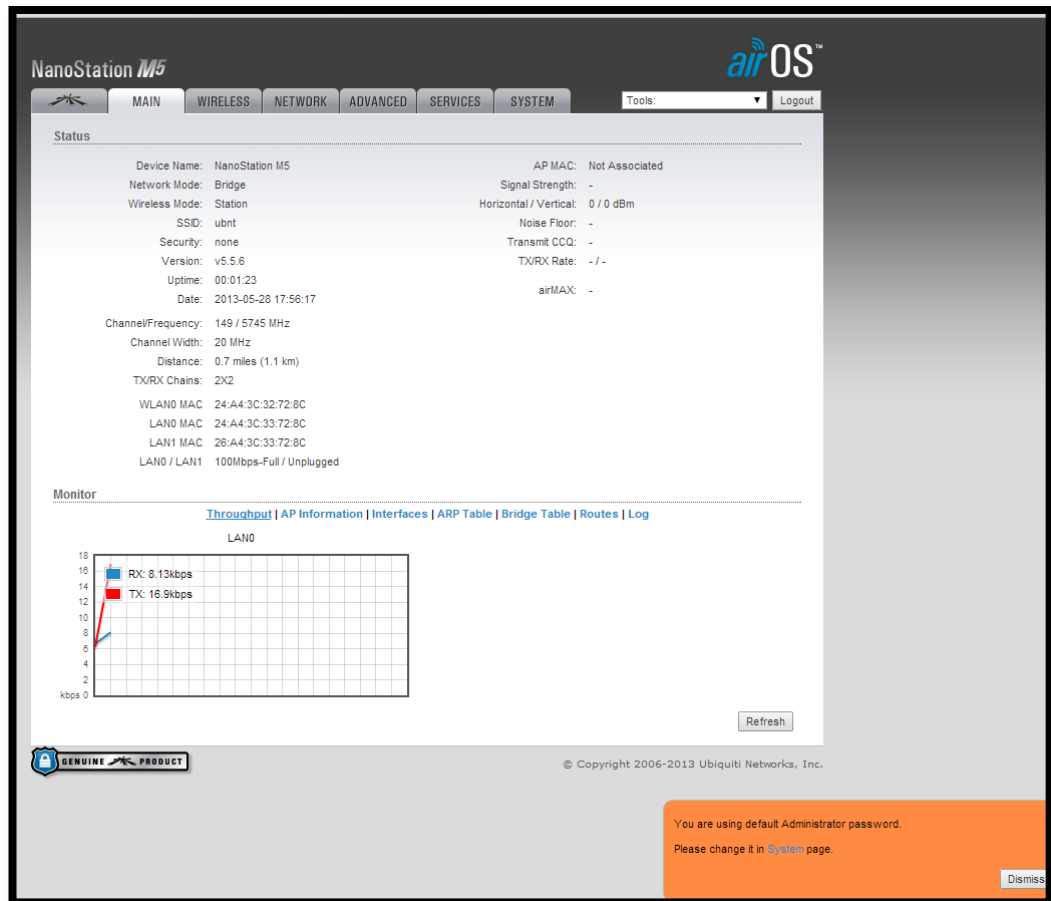 NanoStation M5
airOS™
MAIN WIRELESS NETWORK ADVANCED SERVICES SYSTEM Tools: Logout
Status
Device Name: NanoStation M5
Network Mode: Bridge
Wireless Mode: Station
SSID: ubnt
Security: none
Version: v5.5.6
Uptime: 00:01:23
Date: 2013-05-28 17:56:17
Channel/Frequency: 149 / 5745 MHz
Channel Width: 20 MHz
Distance: 0.7 miles (1.1 km)
TX/RX Chains: 2X2
WLAN0 MAC 24:A4:3C:32:72:8C
LAN0 MAC 24:A4:3C:33:72:8C
LAN1 MAC 26:A4:3C:33:72:8C
LAN0 / LAN1 100Mbps-Full / Unplugged
AP MAC: Not Associated
Signal Strength: -
Horizontal / Vertical: 0 / 0 dBm
Noise Floor: -
Transmit CCQ: -
TX/RX Rate: - / -
airMAX: -
Monitor
Throughput | AP Information | Interfaces | ARP Table | Bridge Table | Routes | Log
LAN0
18
16
14
12
10
8
6
4
2
kbps 0
RX: 8.13kbps
TX: 16.9kbps
Refresh
GENUINE PRODUCT
© Copyright 2006-2013 Ubiquiti Networks, Inc.
You are using default Administrator password.
Please change it in System page.
Dismiss